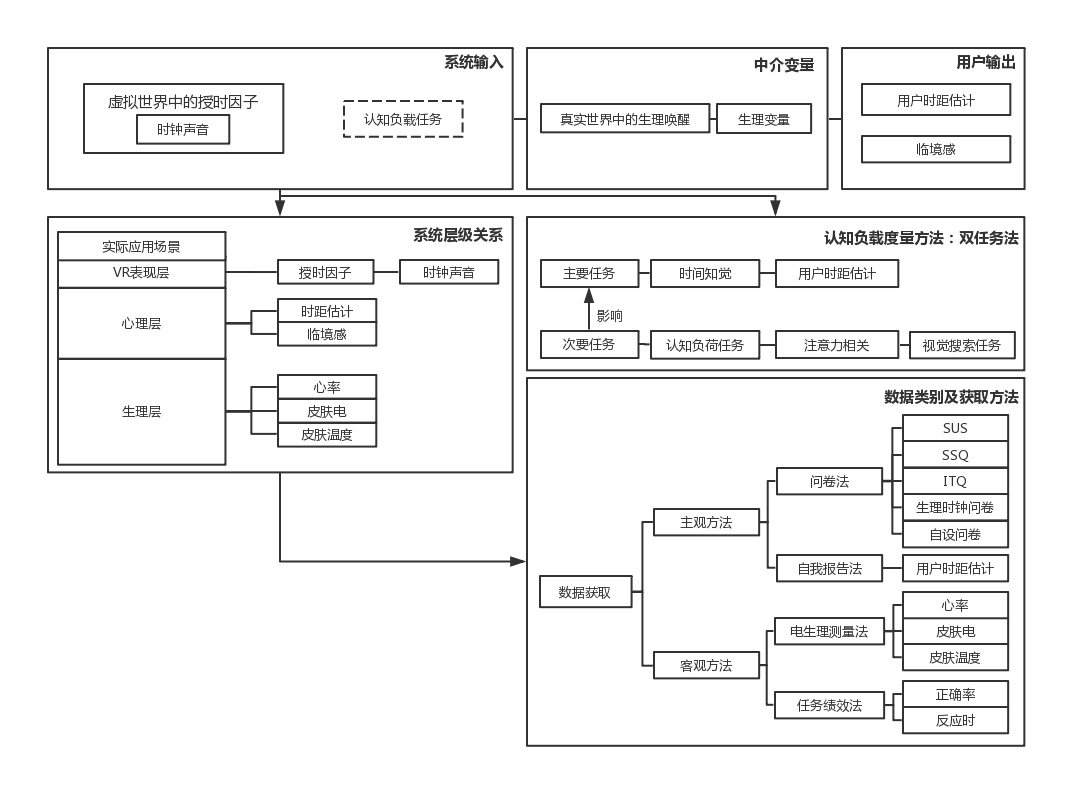 系统输入
虚拟世界中的授时因子
时钟声音
认知负载任务
中介变量
真实世界中的生理唤醒
生理变量
用户输出
用户时距估计
临境感
系统层级关系
实际应用场景
VR表现层
授时因子
时钟声音
心理层
时距估计
临境感
生理层
心率
皮肤电
皮肤温度
认知负载度量方法：双任务法
主要任务
时间知觉
用户时距估计
影响
次要任务
认知负荷任务
注意力相关
视觉搜索任务
数据类别及获取方法
数据获取
主观方法
问卷法
SUS
SSQ
ITQ
生理时钟问卷
自设问卷
自我报告法
用户时距估计
客观方法
电生理测量法
心率
皮肤电
皮肤温度
任务绩效法
正确率
反应时